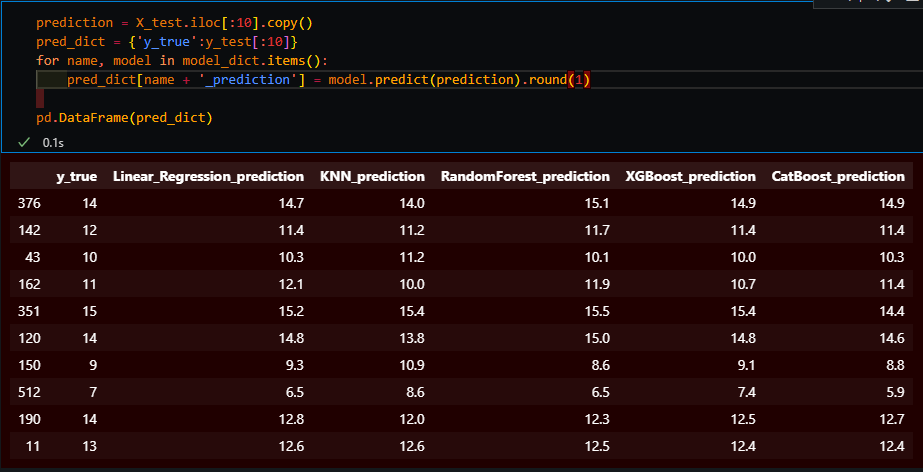 prediction = X_test.iloc[:10].copy()
pred_dict = {'y_true':y_test[:10]}
for name, model in model_dict.items():
    pred_dict[name + '_prediction'] = model.predict(prediction).round(1)
pd.DataFrame(pred_dict)
0.1s
y_true Linear_Regression_prediction KNN_prediction RandomForest_prediction XGBoost_prediction CatBoost_prediction
376 14 14.7 14.0 15.1 14.9 14.9
142 12 11.4 11.2 11.7 11.4 11.4
43 10 10.3 11.2 10.1 10.0 10.3
162 11 12.1 10.0 11.9 10.7 11.4
351 15 15.2 15.4 15.5 15.4 14.4
120 14 14.8 13.8 15.0 14.8 14.6
150 9 9.3 10.9 8.6 9.1 8.8
512 7 6.5 8.6 6.5 7.4 5.9
190 14 12.8 12.0 12.3 12.5 12.7
11 13 12.6 12.6 12.5 12.4 12.4